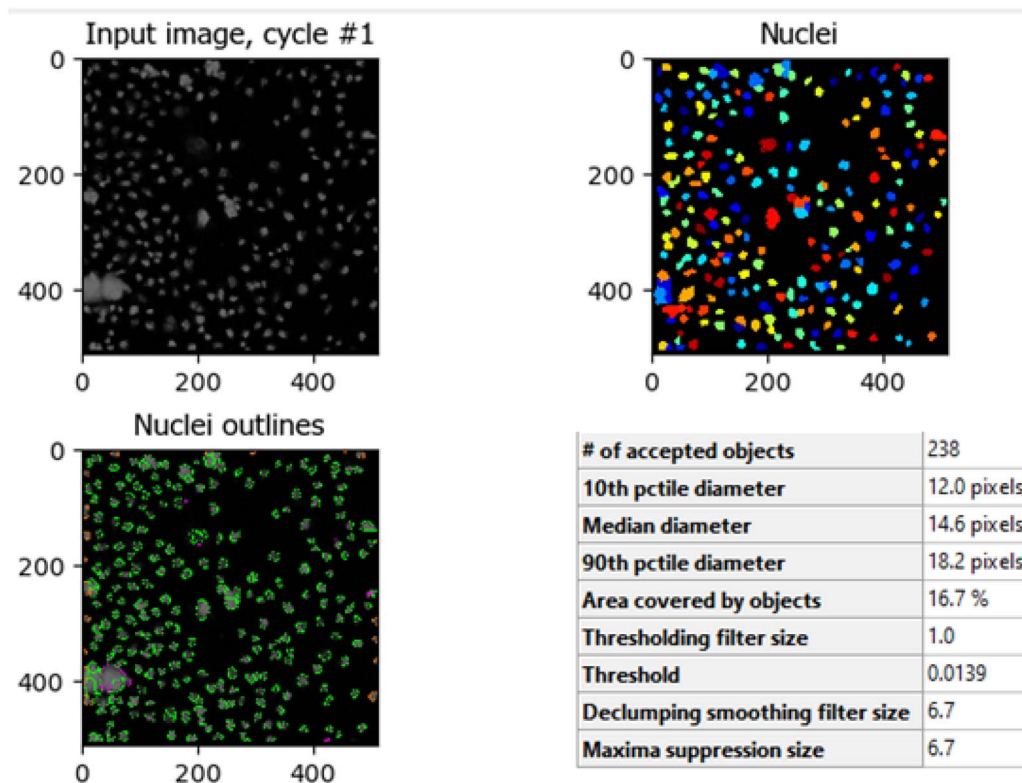 Input image, cycle #1
0
200
400
0 200 400
Nuclei
0
200
400
0 200 400
Nuclei outlines
0
200
400
0 200 400
# of accepted objects 238
10th pctile diameter 12.0 pixels
Median diameter 14.6 pixels
90th pctile diameter 18.2 pixels
Area covered by objects 16.7 %
Thresholding filter size 1.0
Threshold 0.0139
Declumping smoothing filter size 6.7
Maxima suppression size 6.7